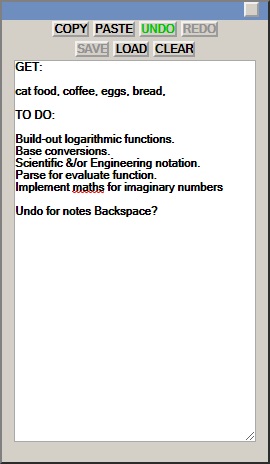 COPY PASTE UNDO REDO
SAVE LOAD CLEAR
GET:
cat food, coffee, eggs, bread,
TO DO:
Build-out logarithmic functions.
Base conversions.
Scientific &/or Engineering notation.
Parse for evaluate function.
Implement maths for imaginary numbers
Undo for notes Backspace?